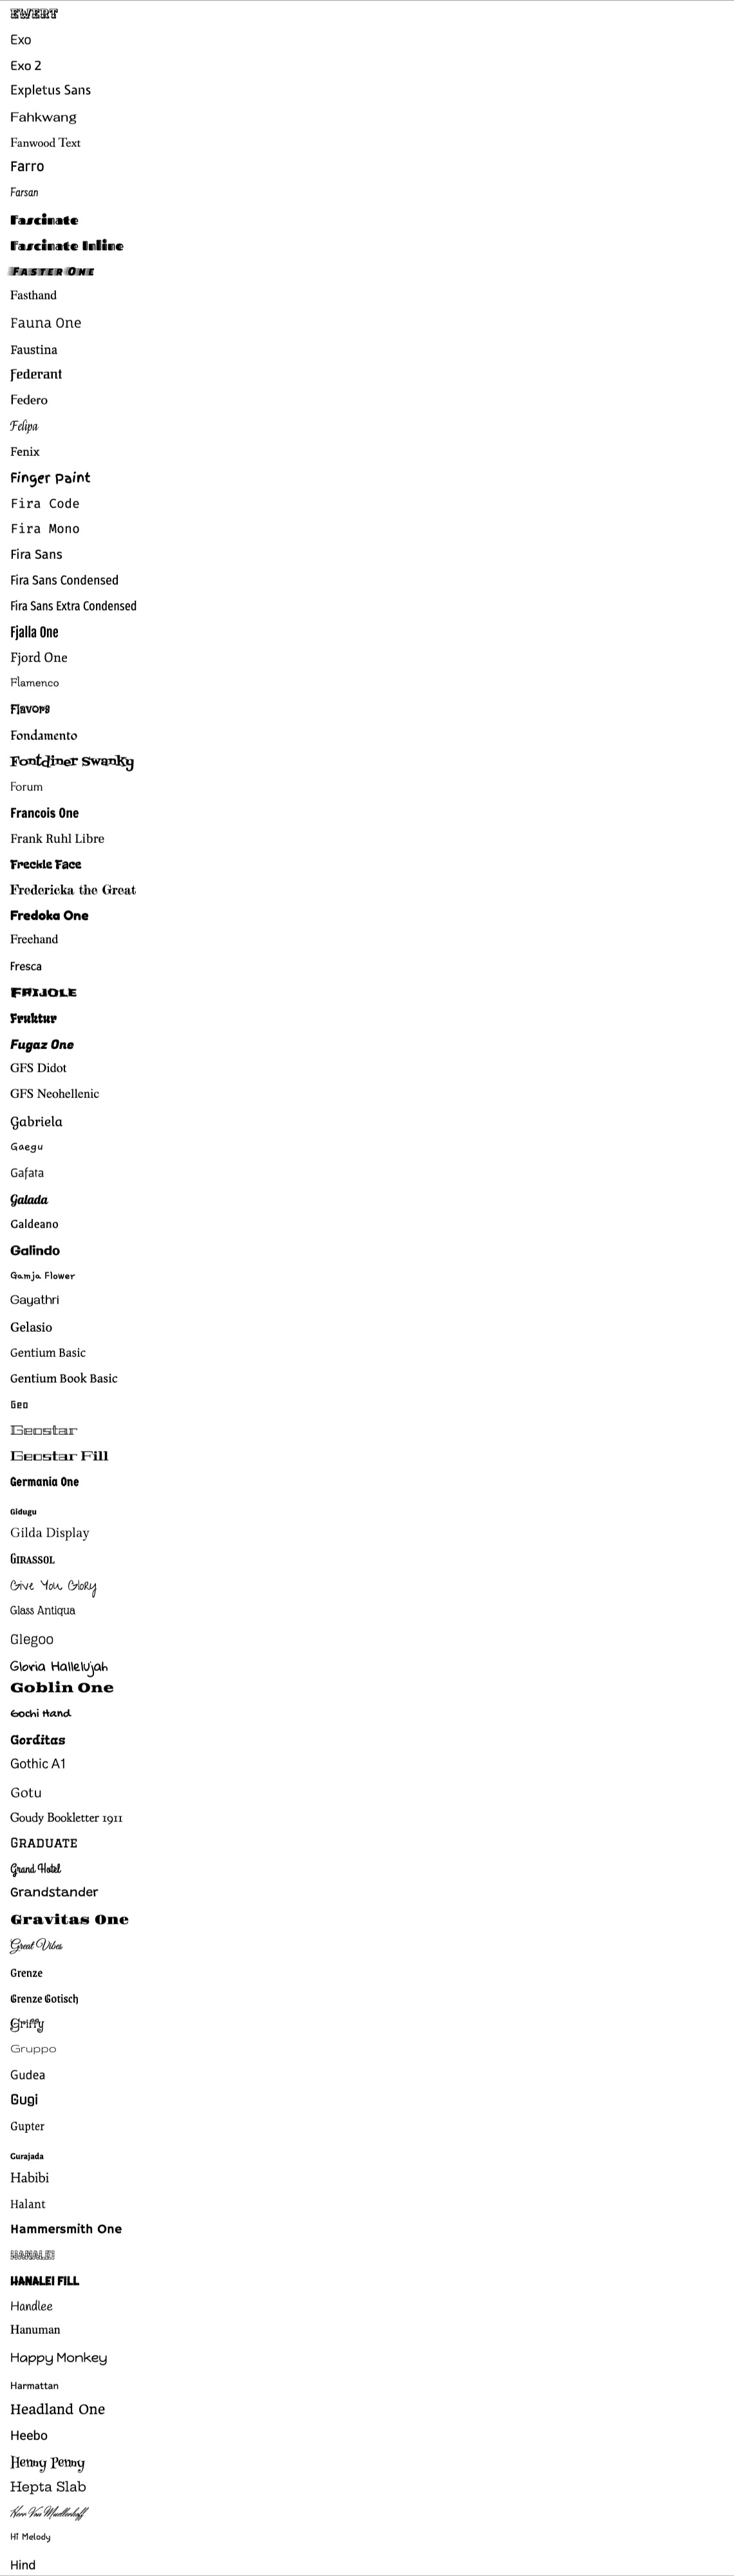 EWERT
Exo
Exo 2
Expletus Sans
Fahkwang
Fanwood Text
Farro
Farsan
Fascinate
Fascinate Inline
FASTER ONE
Fasthand
Fauna One
Faustina
Federant
Federo
Felipa
Fenix
Finger Paint
Fira Code
Fira Mono
Fira Sans
Fira Sans Condensed
Fira Sans Extra Condensed
Fjalla One
Fjord One
Flamenco
Flavors
Fondamento
Fontdiner Swanky
Forum
Francois One
Frank Ruhl Libre
Freckle Face
Fredericka the Great
Fredoka One
Freehand
Fresca
FRIJOLE
Fruktur
Fugaz One
GFS Didot
GFS Neohellenic
Gabriela
Gaegu
Gafata
Galada
Galdeano
Galindo
Gamja Flower
Gayathri
Gelasio
Gentium Basic
Gentium Book Basic
Geo
Geostar
Geostar Fill
Germania One
Gidugu
Gilda Display
GIRASSOL
Give You Glory
Glass Antiqua
Glegoo
Gloria Hallelujah
Goblin One
Gochi Hand
Gorditas
Gothic A1
Gotu
Goudy Bookletter 1911
GRADUATE
Grand Hotel
Grandstander
Gravitas One
Great Vibes
Grenze
Grenze Gotisch
Griffy
Gruppo
Gudea
Gugi
Gupter
Gurajada
Habibi
Halant
Hammersmith One
HANALEI
HANALEI FILL
Handlee
Hanuman
Happy Monkey
Harmattan
Headland One
Heebo
Henny Penny
Hepta Slab
Herr Von Muellerhoff
Hi Melody
Hind